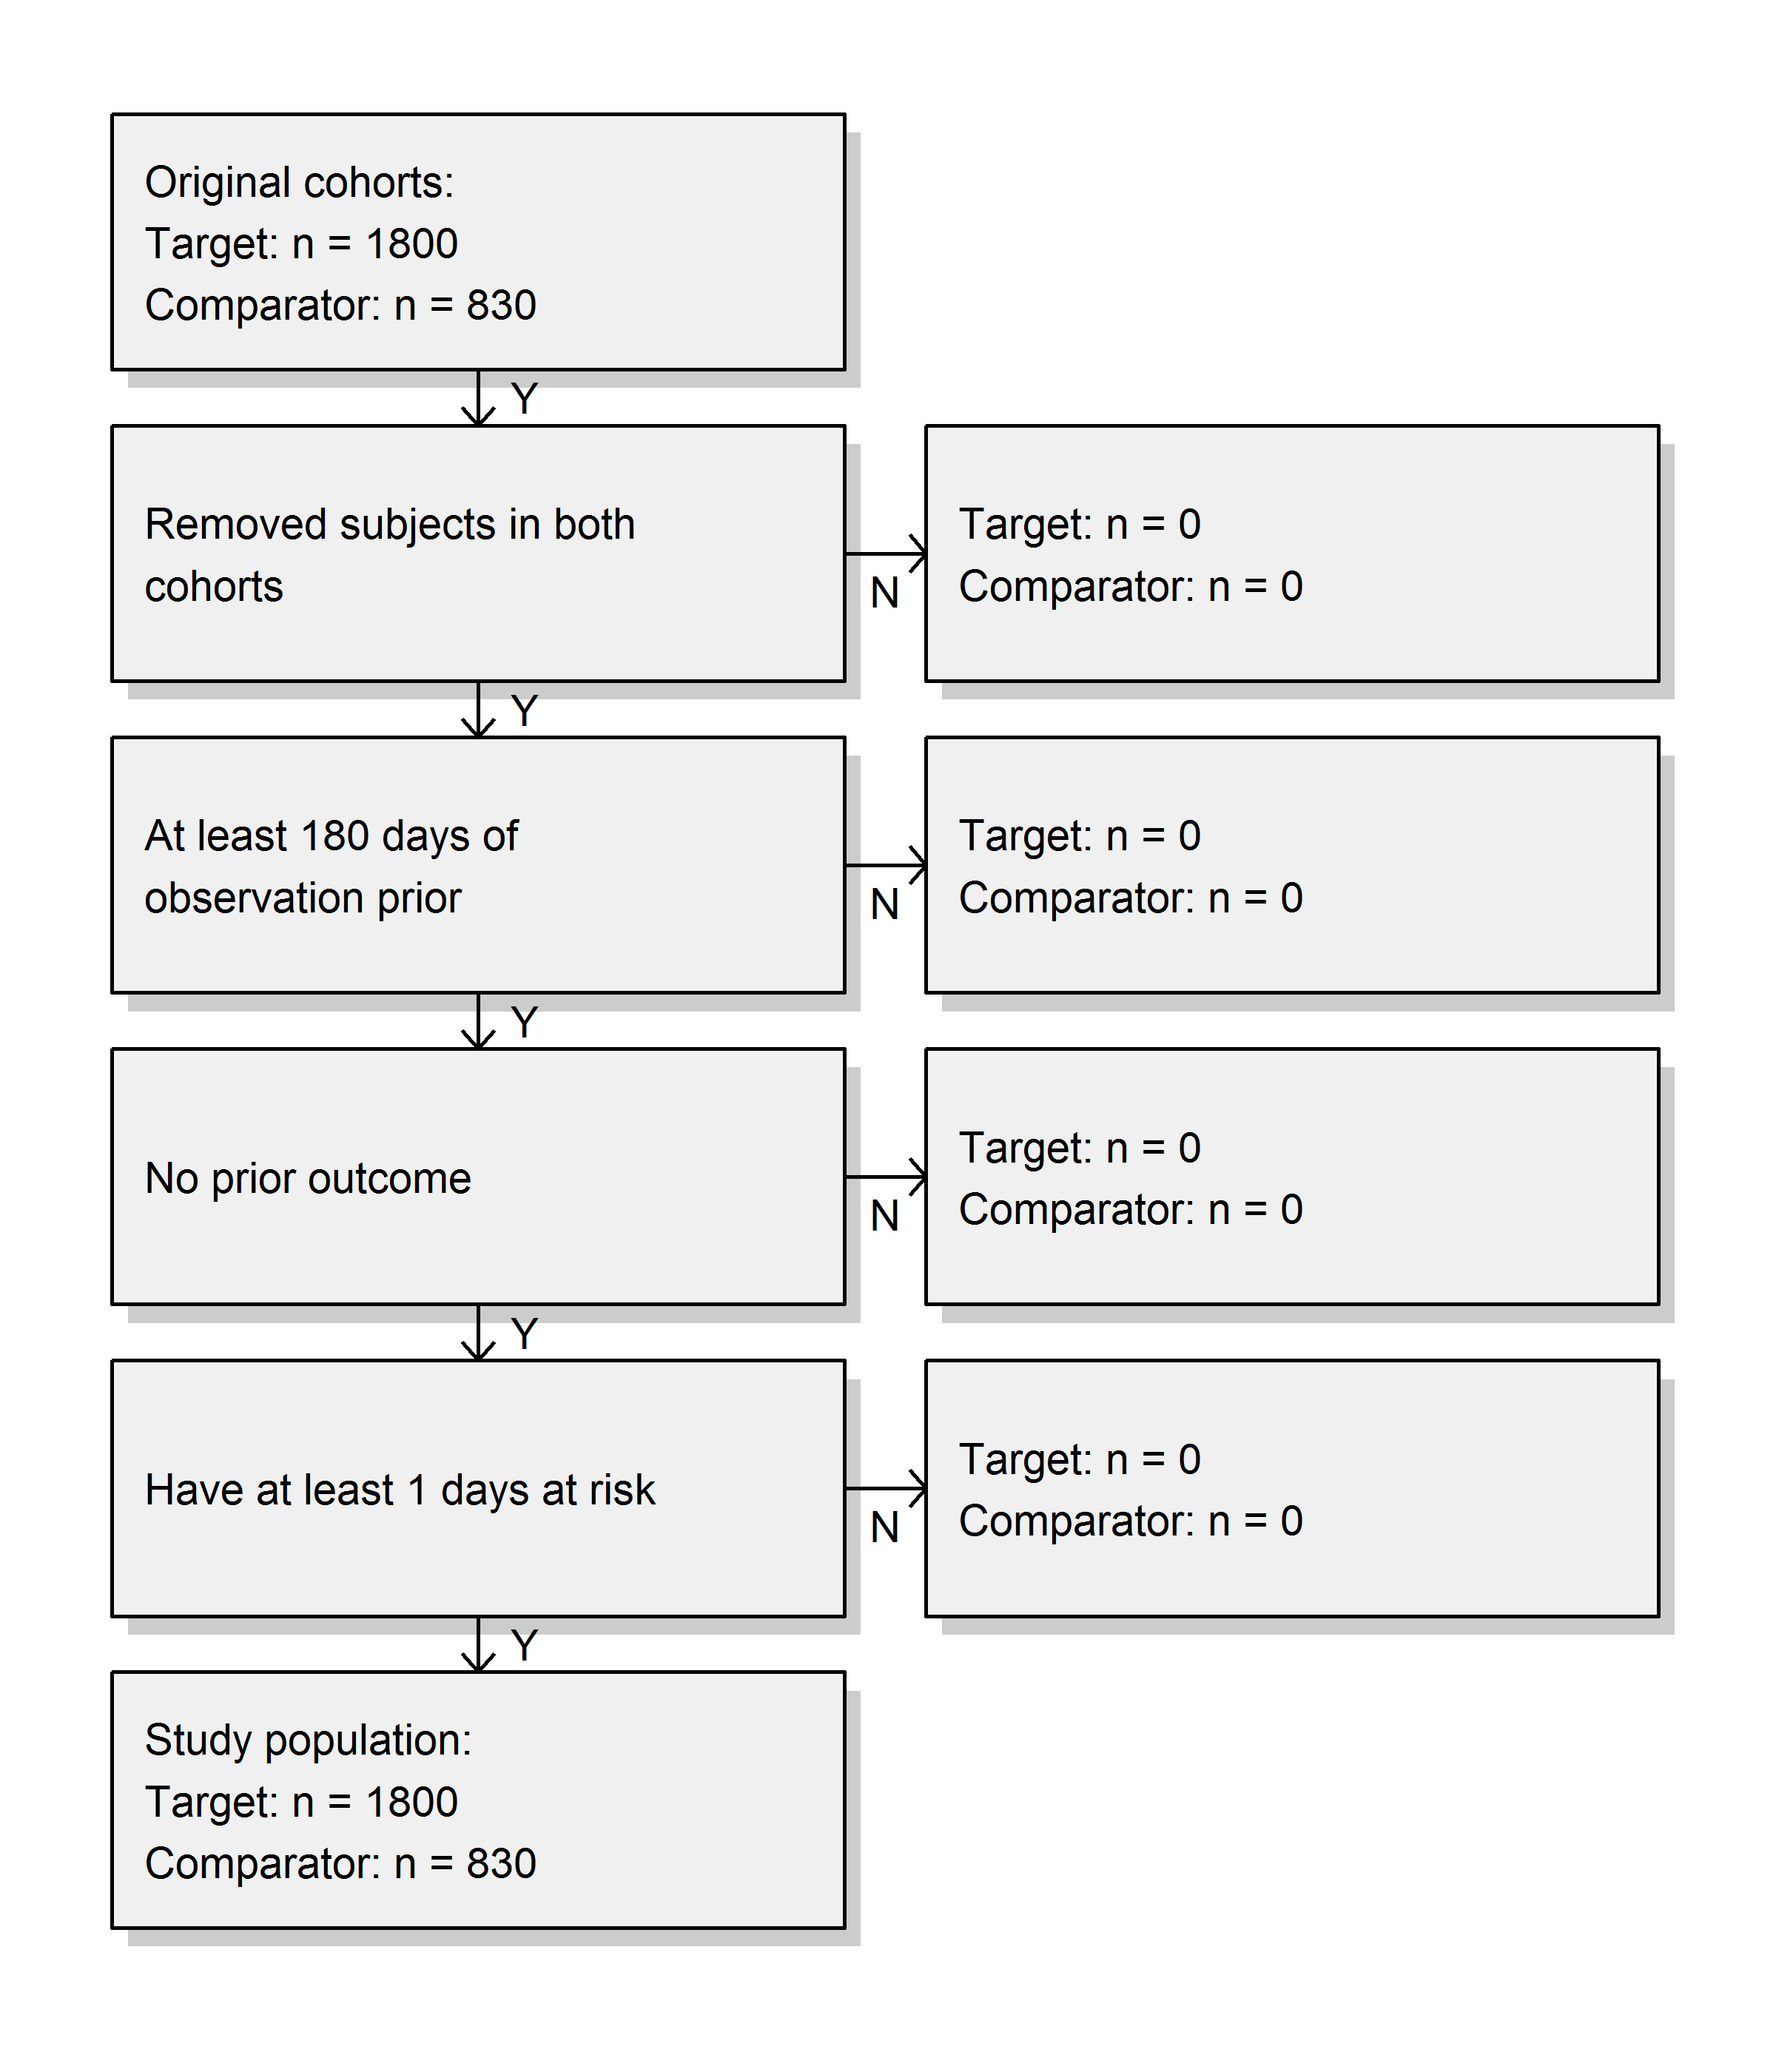 Original cohorts:
Target: n = 1800
Comparator: n = 830
Y
Removed subjects in both
cohorts
N
Target: n = 0
Comparator: n = 0
Y
At least 180 days of
observation prior
N
Target: n = 0
Comparator: n = 0
Y
No prior outcome
N
Target: n = 0
Comparator: n = 0
Y
Have at least 1 days at risk
N
Target: n = 0
Comparator: n = 0
Y
Study population:
Target: n = 1800
Comparator: n = 830